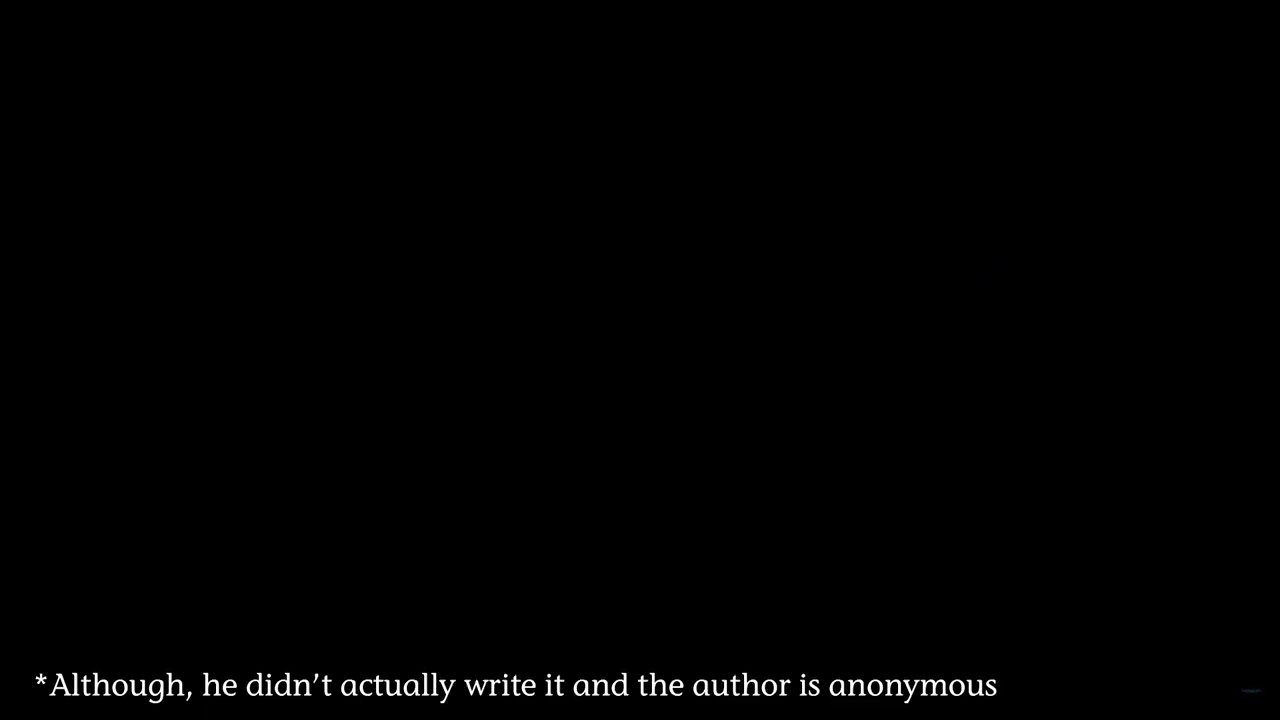 *Although, he didn’t actually write it and the author is anonymous